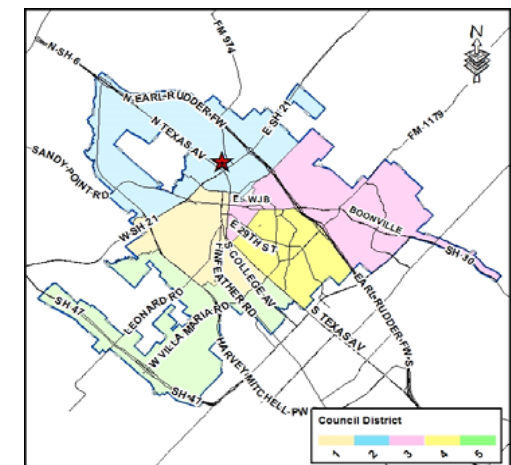 FM 974
N-SH 6
N
N-EARL-RUDDER-FW
E SH 21
N TEXAS AV
FM-1179
SANDY-POINT-RD
E WJB
BOONVILLE
W-SH 21
E 29TH ST
SH-30
S COLLEGE AV
FINFEATHER RD
LEONARD RD
EARL-RUDDER-FW-S
SH 47
S TEXAS AV
W VILLA MARIA RD
HARVEY-MITCHELL-PW
SH-47
Council District
1 2 3 4 5